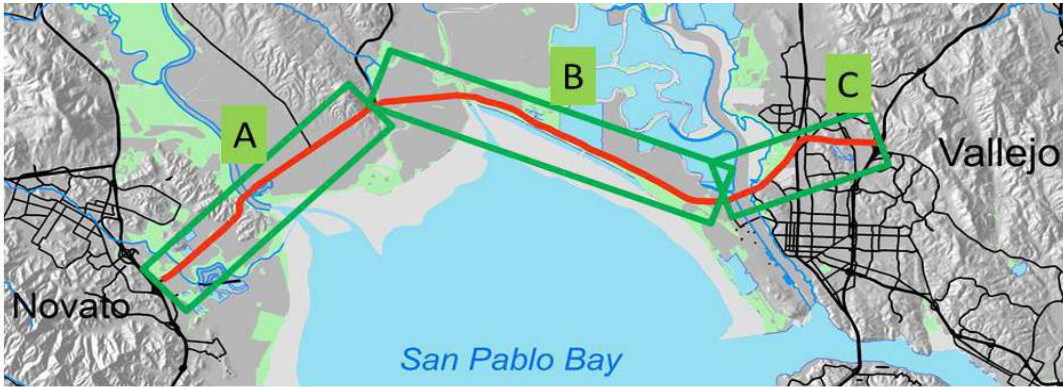 A
B
C
Vallejo
Novato
San Pablo Bay